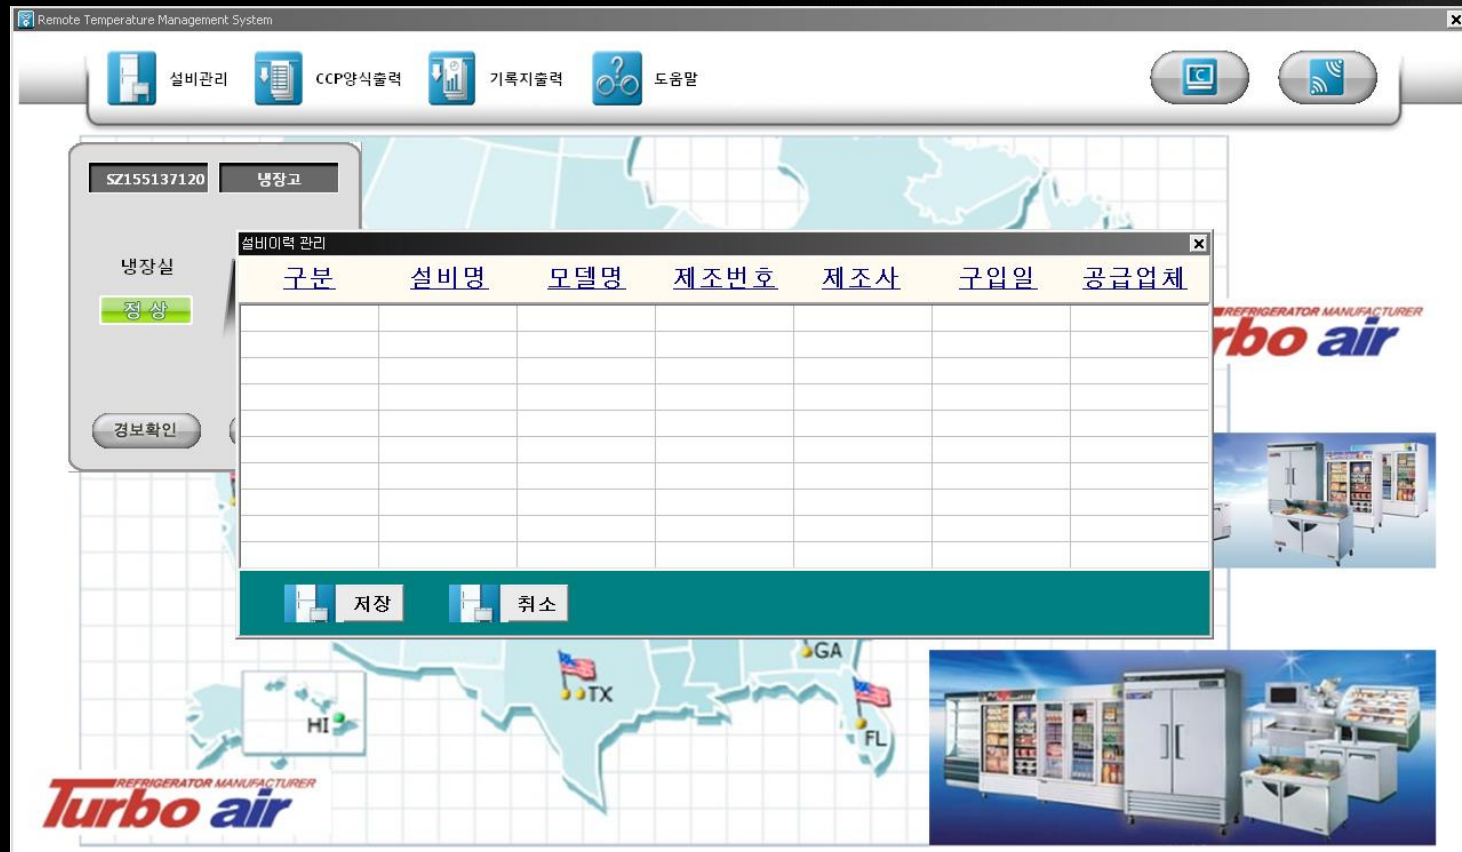 Remote Temperature Management System
설비관리 CCP양식출력 기록지출력 도움말
C
SZ155137120 냉장고
설비이력 관리
구분 설비명 모델명 제조번호 제조사 구입일 공급업체
냉장실
정상
REFRIGERATOR MANUFACTURER
rbo air
경보확인
저장 취소
GA
TX
HI
FL
REFRIGERATOR MANUFACTURER
Turbo air